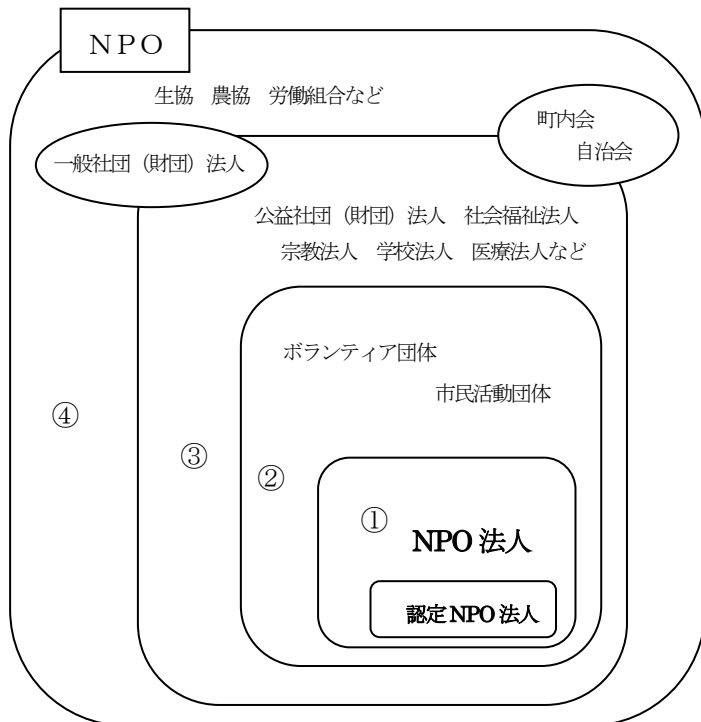 ＮＰＯ
生協　農協　労働組合など
町内会
自治会
一般社団（財団）法人
公益社団（財団）法人　社会福祉法人
宗教法人　学校法人　医療法人など
ボランティア団体
市民活動団体
④
③
②
①
NPO 法人
認定 NPO 法人